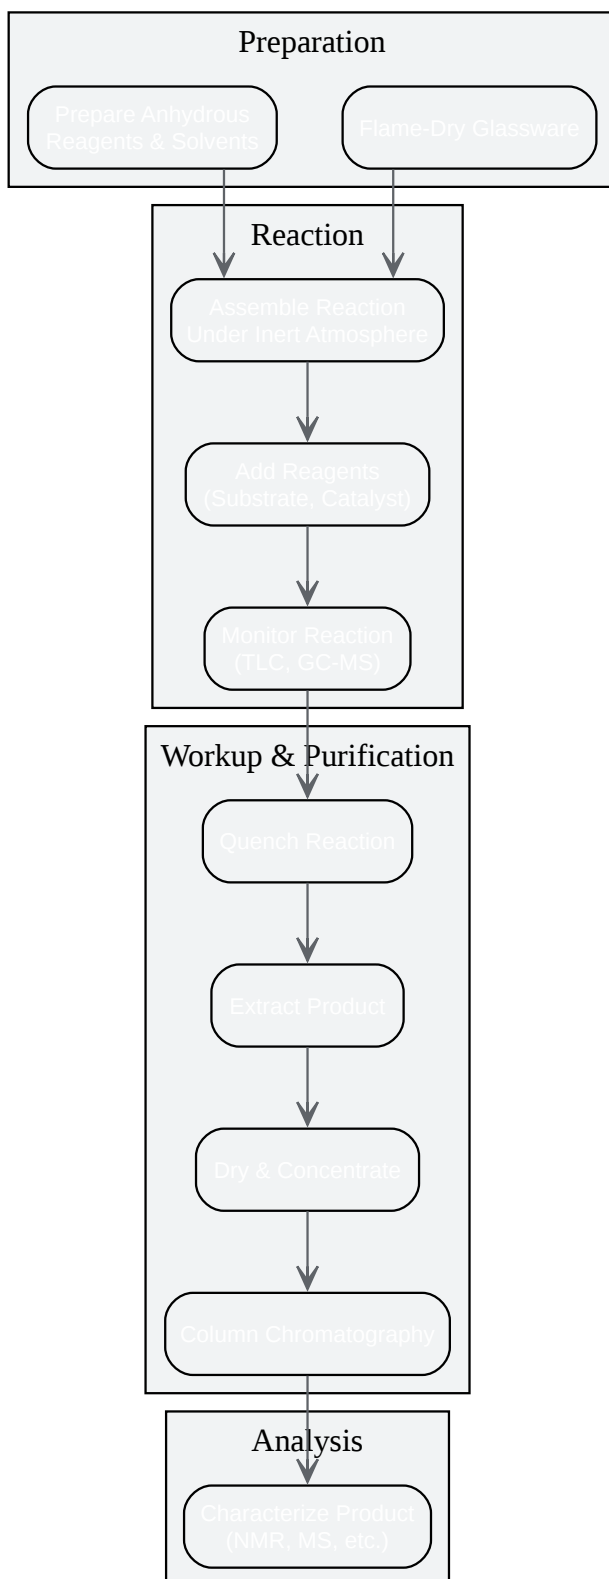 Preparation
Prepare Anhydrous
Reagents & Solvents
Flame-Dry Glassware
Reaction
Assemble Reaction
Under Inert Atmosphere
Add Reagents
(Substrate, Catalyst)
Monitor Reaction
(TLC, GC-MS)
Workup & Purification
Quench Reaction
Extract Product
Dry & Concentrate
Column Chromatography
Analysis
Characterize Product
(NMR, MS, etc.)